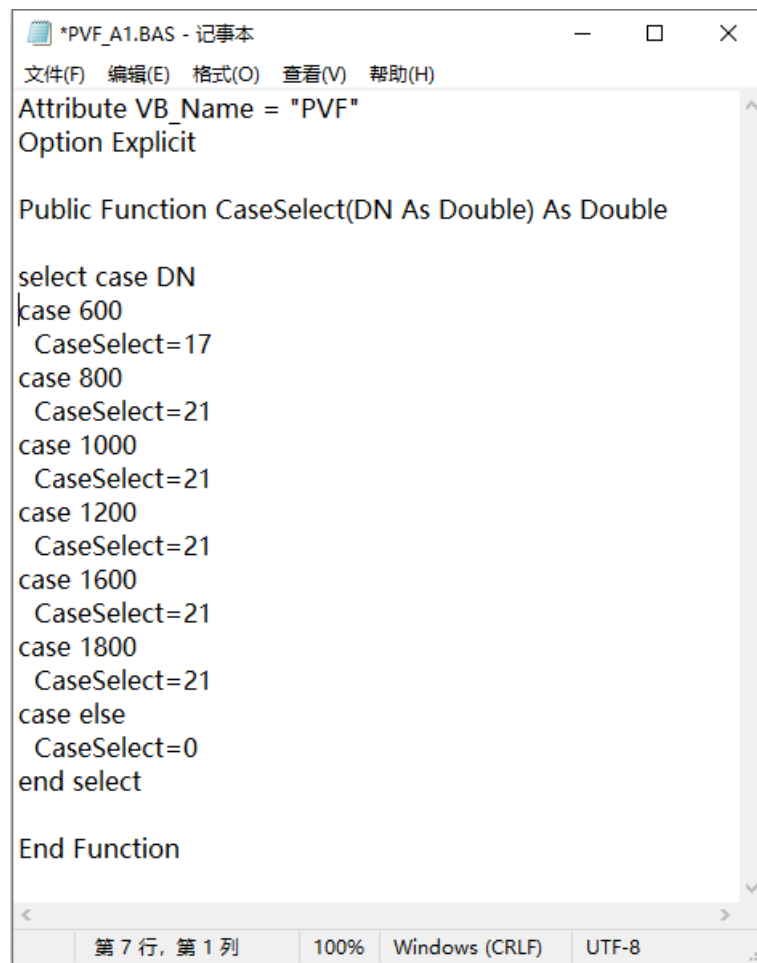 *PVF_A1.BAS - 记事本
文件(F) 编辑(E) 格式(O) 查看(V) 帮助(H)
Attribute VB_Name = "PVF"
Option Explicit
Public Function CaseSelect(DN As Double) As Double
select case DN
case 600
  CaseSelect=17
case 800
  CaseSelect=21
case 1000
  CaseSelect=21
case 1200
  CaseSelect=21
case 1600
  CaseSelect=21
case 1800
  CaseSelect=21
case else
  CaseSelect=0
end select
End Function
第 7 行，第 1 列 100% Windows (CRLF) UTF-8